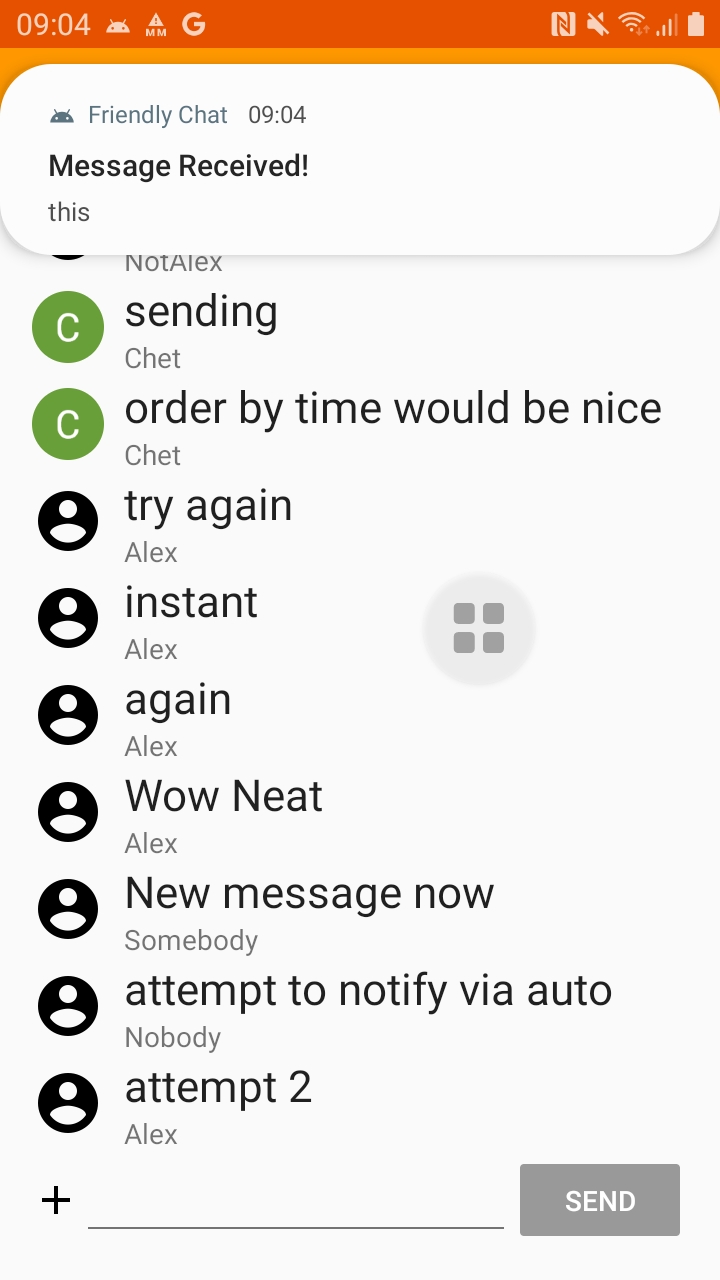 09:04
MM
G
Friendly Chat 09:04
Message Received!
this
NotAlex
C
sending
Chet
C
order by time would be nice
Chet
try again
Alex
instant
Alex
again
Alex
Wow Neat
Alex
New message now
Somebody
attempt to notify via auto
Nobody
attempt 2
Alex
+
SEND